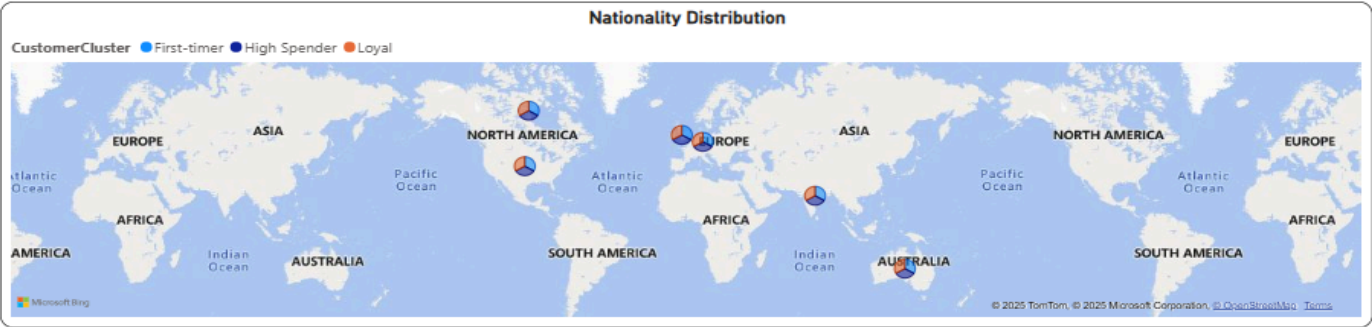 Nationality Distribution
CustomerCluster First-timer High Spender Loyal
EUROPE
ASIA
NORTH AMERICA
EUROPE
ASIA
NORTH AMERICA
EUROPE
Atlantic
Ocean
Pacific
Ocean
Atlantic
Ocean
Pacific
Ocean
Atlantic
Ocean
AFRICA
AFRICA
AFRICA
AMERICA
Indian
Ocean
AUSTRALIA
SOUTH AMERICA
Indian
Ocean
AUSTRALIA
SOUTH AMERICA
Microsoft Bing
© 2025 TomTom, © 2025 Microsoft Corporation, © OpenStreetMap Terms